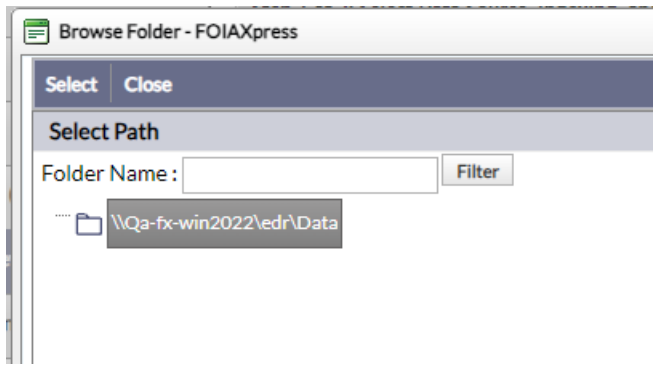 Browse Folder - FOIAXpress
Select Close
Select Path
Folder Name :
Filter
\\Qa-fx-win2022\edr\Data